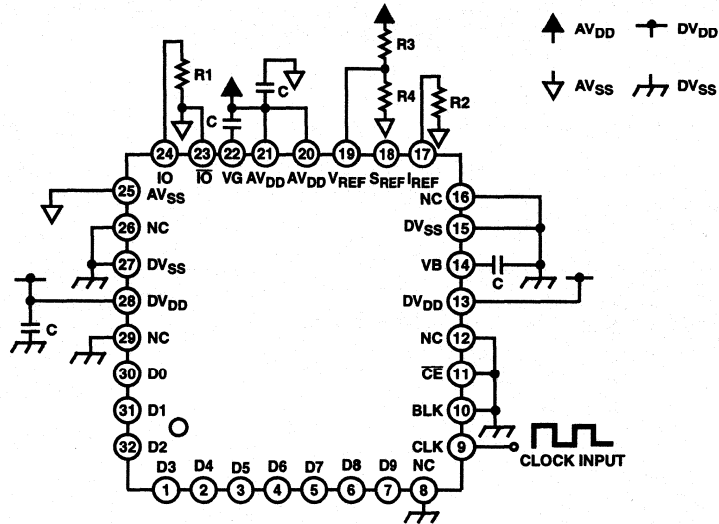 AVDD DVDD
AVSS DVSS
R1 R3
C C R4 R2
24 23 22 21 20 19 18 17
IO IO VG AVDD AVDD VREF SREF IREF
25 AVSS
26 NC
27 DVSS
28 DVDD
C
29 NC
30 D0
31 D1
32 D2
NC 16
DVSS 15
VB 14 C
DVDD 13
NC 12
CE 11
BLK 10
CLK 9
CLOCK INPUT
D3 D4 D5 D6 D7 D8 D9 NC
1 2 3 4 5 6 7 8